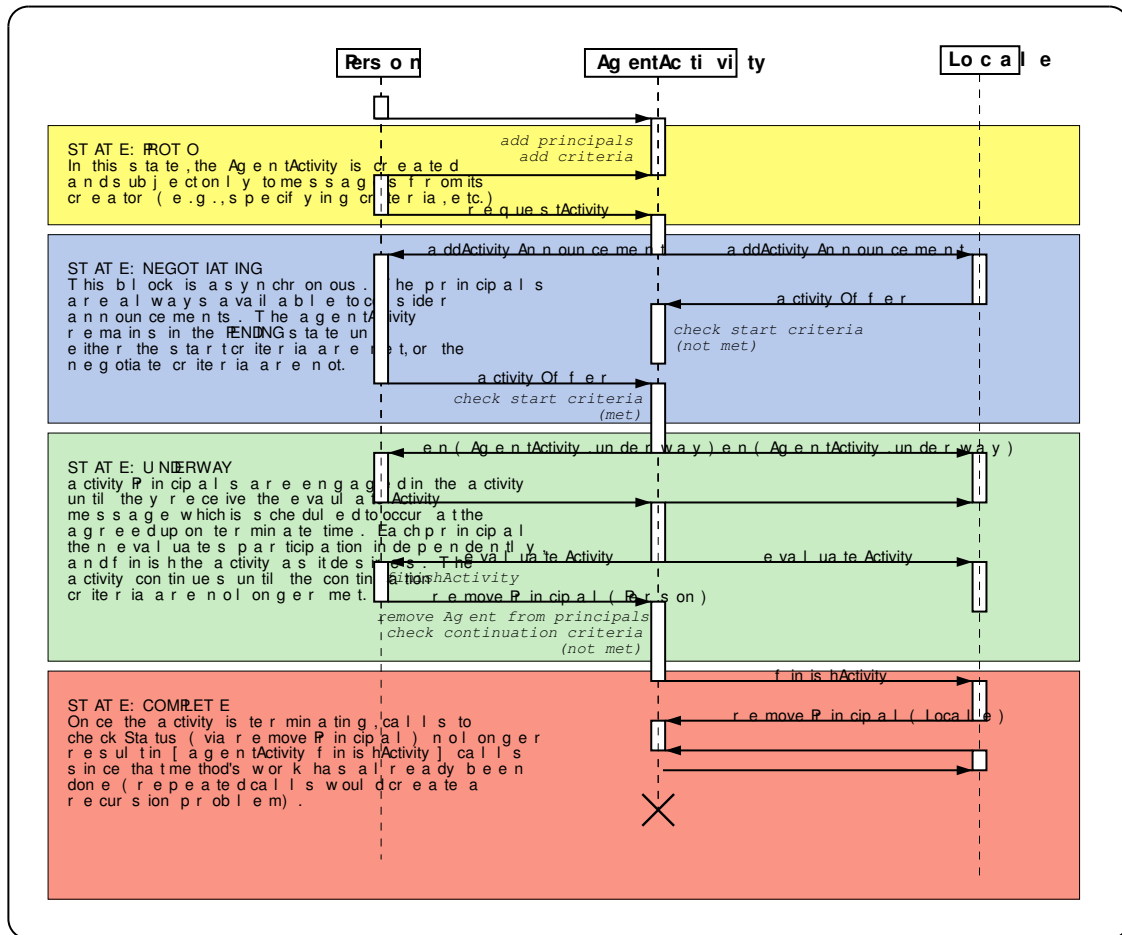 Person
AgentActivity
Locale
add principals
add criteria
STATE: PROTO
In this state, the AgentActivity is created
and subject only to messages from its
creator (e.g., specifying criteria, etc.)
requestActivity
addActivityAnnouncement
addActivityAnnouncement
STATE: NEGOTIATING
This block is asynchronous. The principals
are always available to consider
announcements. The agentActivity
remains in the PENDING state until
either the start criteria are met, or the
negotiate criteria are not.
activityOffer
check start criteria
(not met)
activityOffer
check start criteria
(met)
en(AgentActivity.underway)
en(AgentActivity.underway)
STATE: UNDERWAY
activityPrincipals are engaged in the activity
until they receive the evaluateActivity
message which is scheduled to occur at the
agreed upon terminate time. Each principal
then evaluates participation independently,
and finish the activity as it desires. The
activity continues until the continuation
criteria are no longer met.
evaluateActivity
evaluateActivity
finishActivity
removePrincipal(Person)
remove Agent from principals
check continuation criteria
(not met)
finishActivity
STATE: COMPLETE
Once the activity is terminating, calls to
checkStatus (via removePrincipal) no longer
result in [agentActivity finishActivity] calls
since that method's work has already been
done (repeated calls would create a
recursion problem).
removePrincipal(Locale)